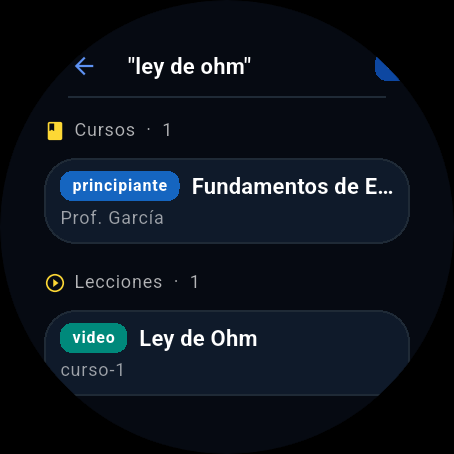 "ley de ohm"
Cursos · 1
principiante Fundamentos de E...
Prof. García
Lecciones · 1
video Ley de Ohm
curso-1